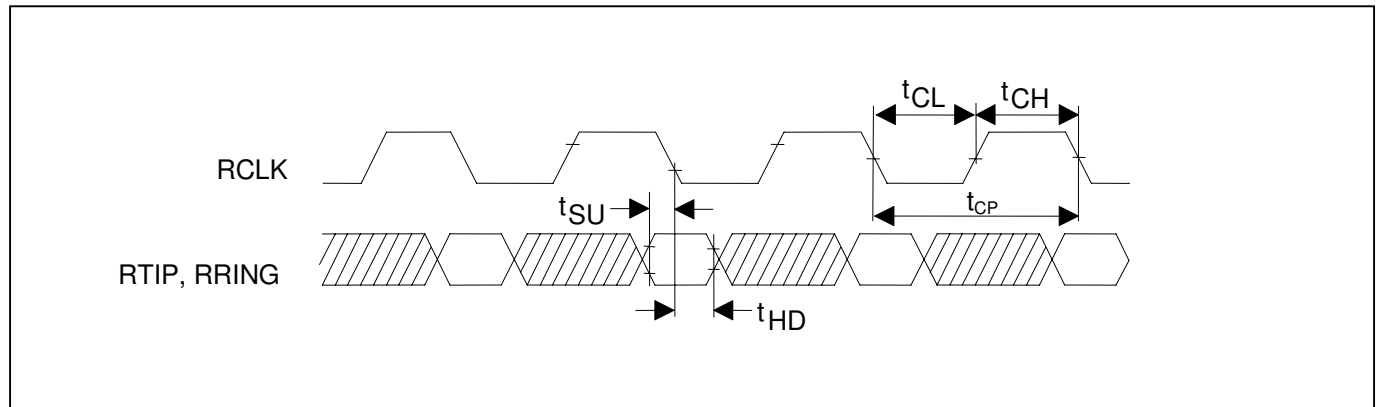 tCL tCH
RCLK
tSU
tCP
RTIP, RRING
tHD